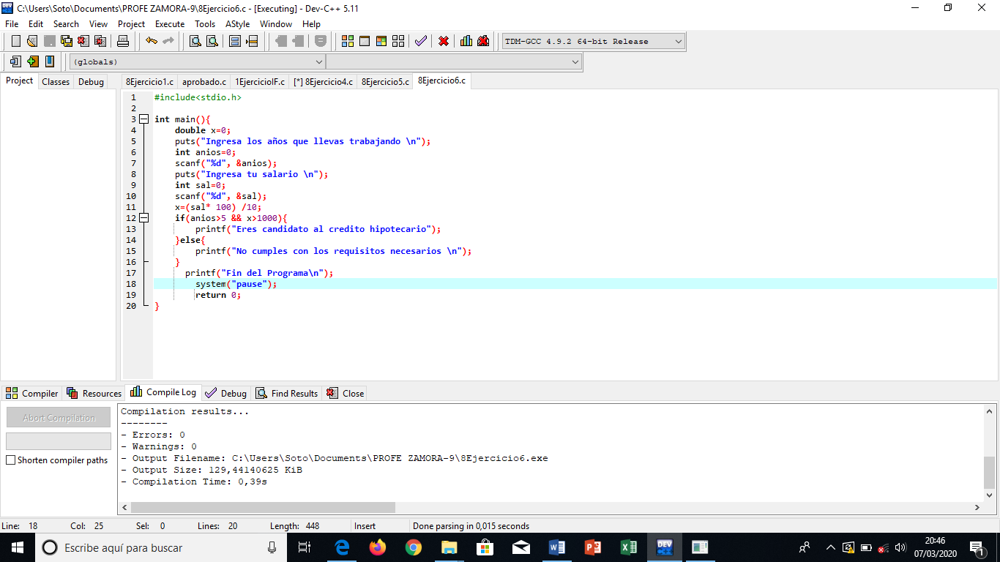 C:\Users\Soto\Documents\PROFE ZAMORA-9\8Ejercicio6.c - [Executing] - Dev-C++ 5.11
File Edit Search View Project Execute Tools AStyle Window Help
TDM-GCC 4.9.2 64-bit Release
(globals)
Project Classes Debug 8Ejercicio1.c aprobado.c 1EjercicioIF.c [*] 8Ejercicio4.c 8Ejercicio5.c 8Ejercicio6.c
1 #include<stdio.h>
2
3 int main(){
4 double x=0;
5 puts("Ingresa los años que llevas trabajando \n");
6 int anios=0;
7 scanf("%d", &anios);
8 puts("Ingresa tu salario \n");
9 int sal=0;
10 scanf("%d", &sal);
11 x=(sal* 100) /10;
12 if(anios>5 && x>1000){
13 printf("Eres candidato al credito hipotecario");
14 }else{
15 printf("No cumples con los requisitos necesarios \n");
16 }
17 printf("Fin del Programa\n");
18 system("pause");
19 return 0;
20 }
Compiler Resources Compile Log Debug Find Results Close
Abort Compilation
Shorten compiler paths
Compilation results...
--------
- Errors: 0
- Warnings: 0
- Output Filename: C:\Users\Soto\Documents\PROFE ZAMORA-9\8Ejercicio6.exe
- Output Size: 129,44140625 KiB
- Compilation Time: 0,39s
Line: 18 Col: 25 Sel: 0 Lines: 20 Length: 448 Insert Done parsing in 0,015 seconds
Escribe aquí para buscar
20:46
07/03/2020
1